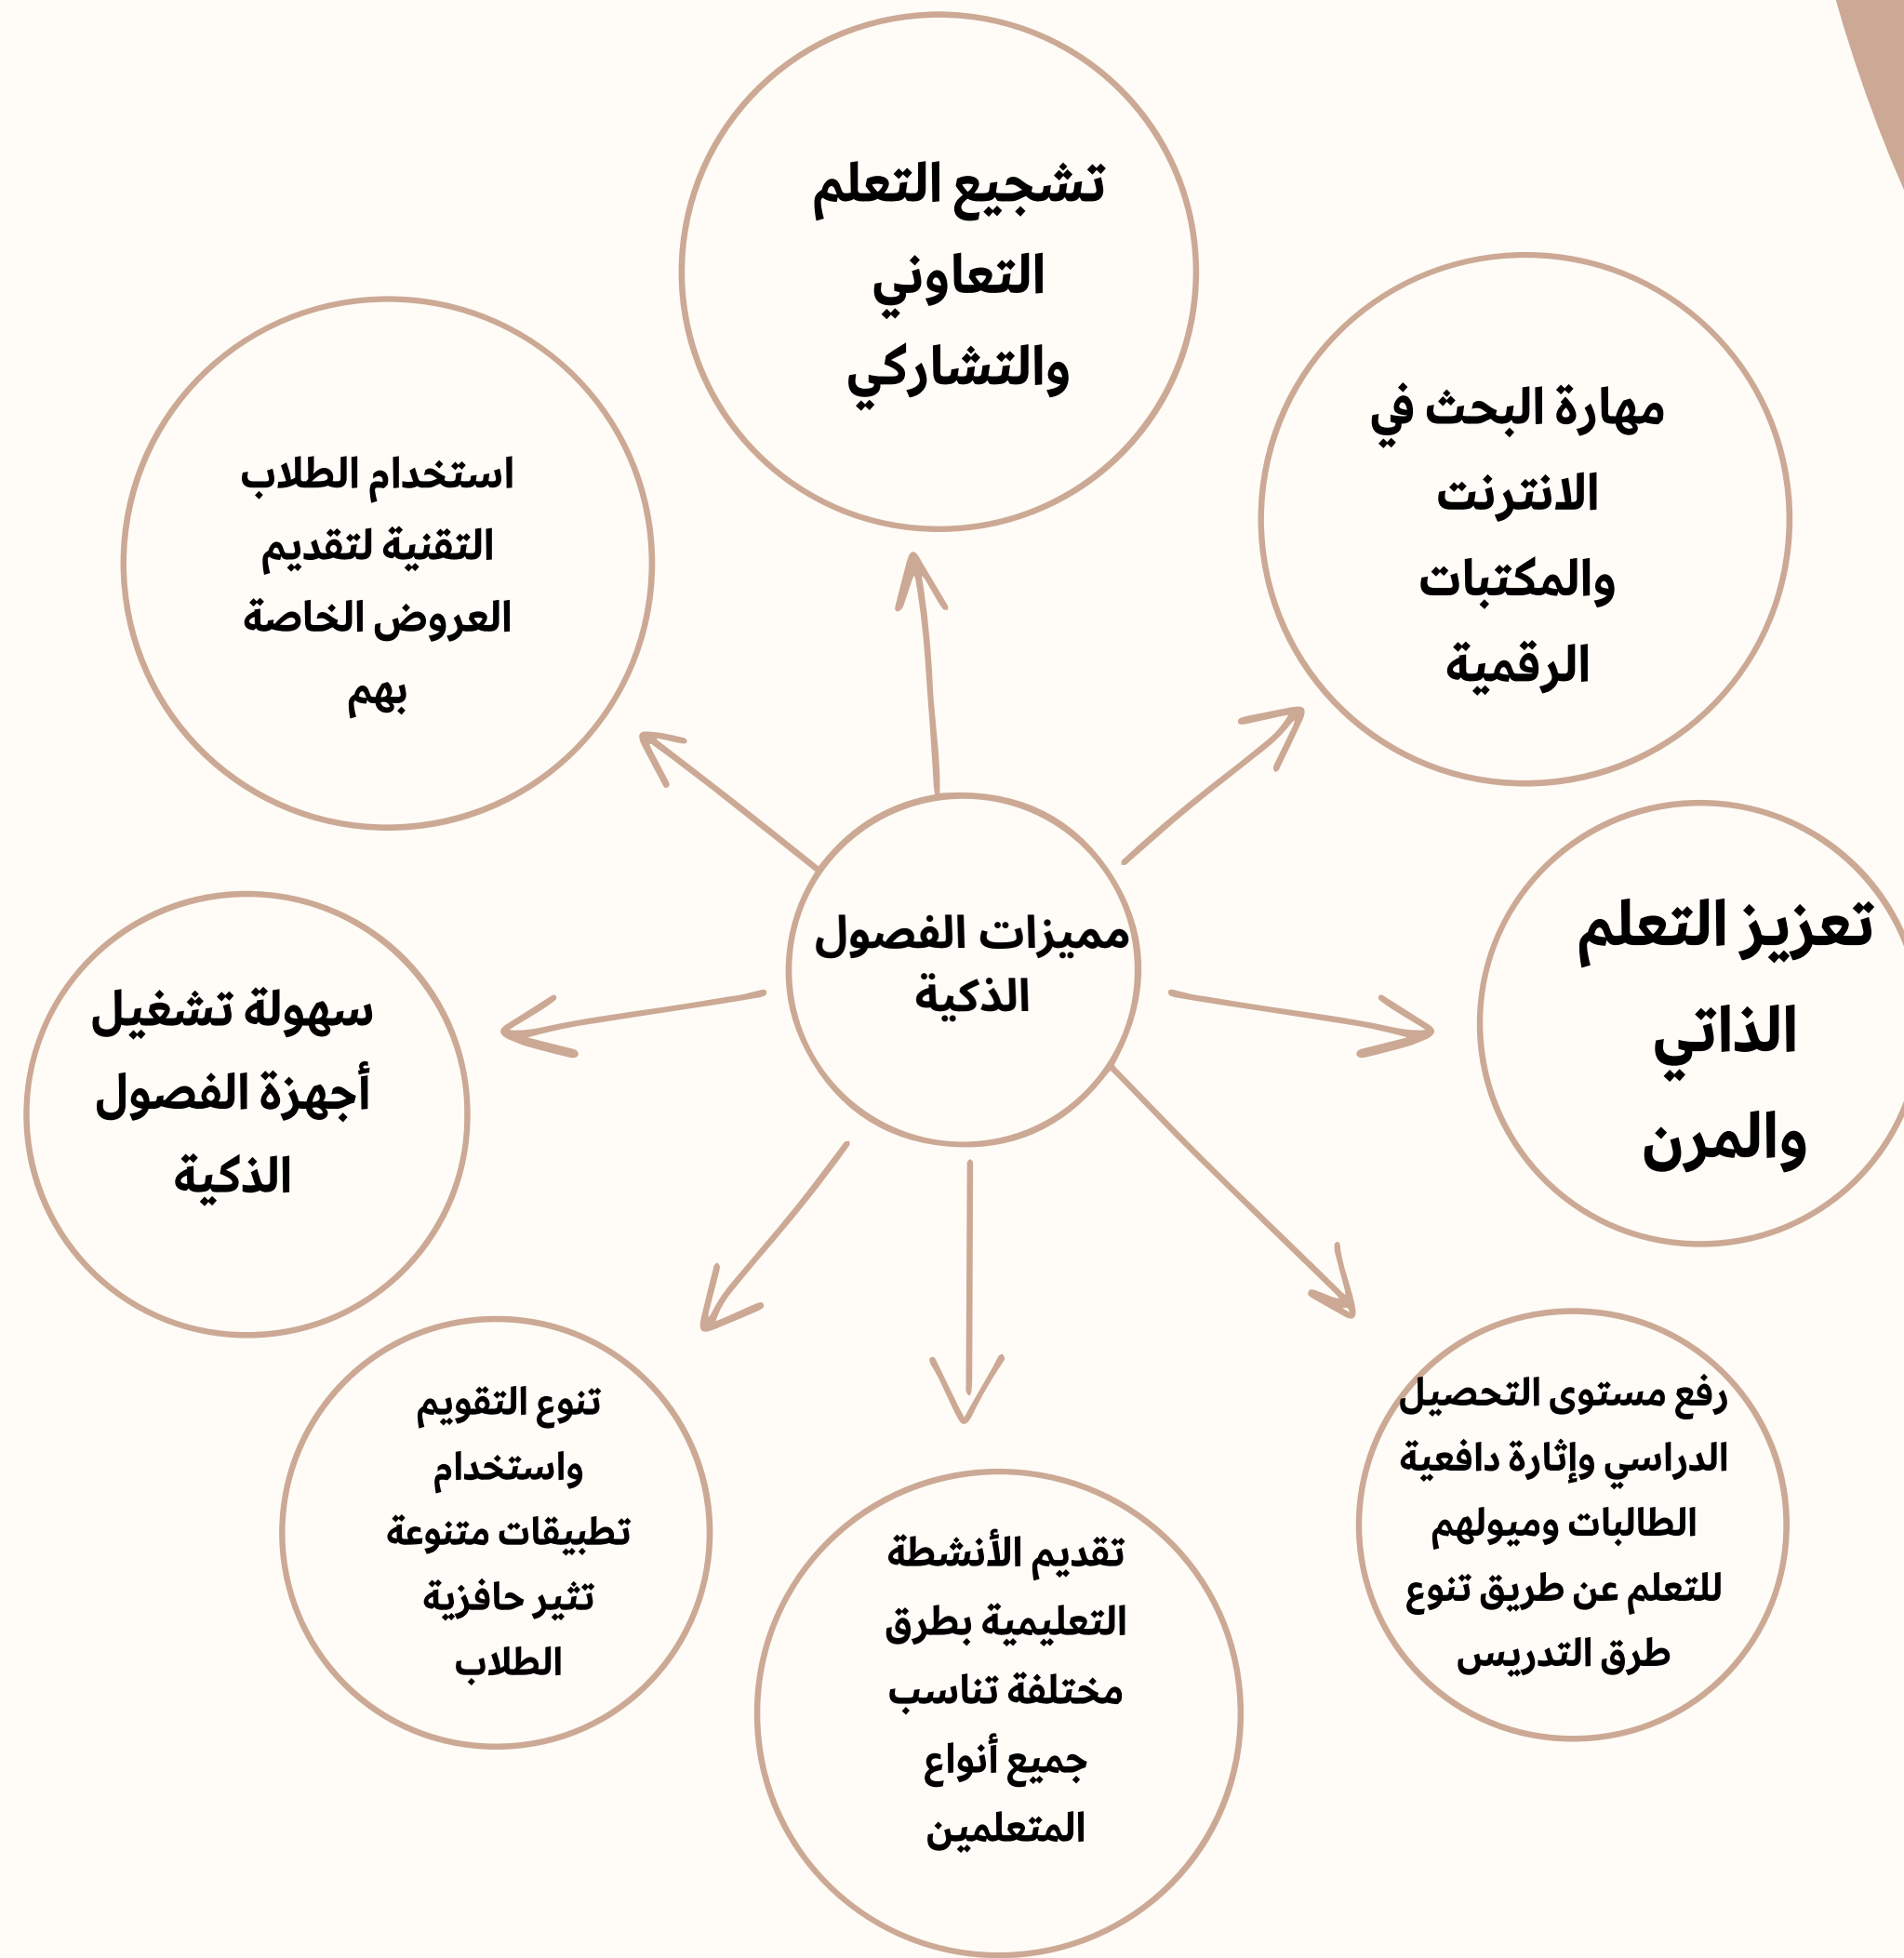 تشجيع التعلم
التعاوني
والتشاركي
مهارة البحث في
الانترنت
والمكتبات
الرقمية
استخدام الطلاب
التقنية لتقديم
العروض الخاصة
بهم
مميزات الفصول
الذكية
تعزيز التعلم
الذاتي
والمرن
سهولة تشغيل
أجهزة الفصول
الذكية
رفع مستوى التحصيل
الدراسي وإثارة دافعية
الطالبات وميولهم
للتعلم عن طريق تنوع
طرق التدريس
تقديم الأنشطة
التعليمية بطرق
مختلفة تناسب
جميع أنواع
المتعلمين
تنوع التقويم
واستخدام
تطبيقات متنوعة
تثير حافزية
الطلاب